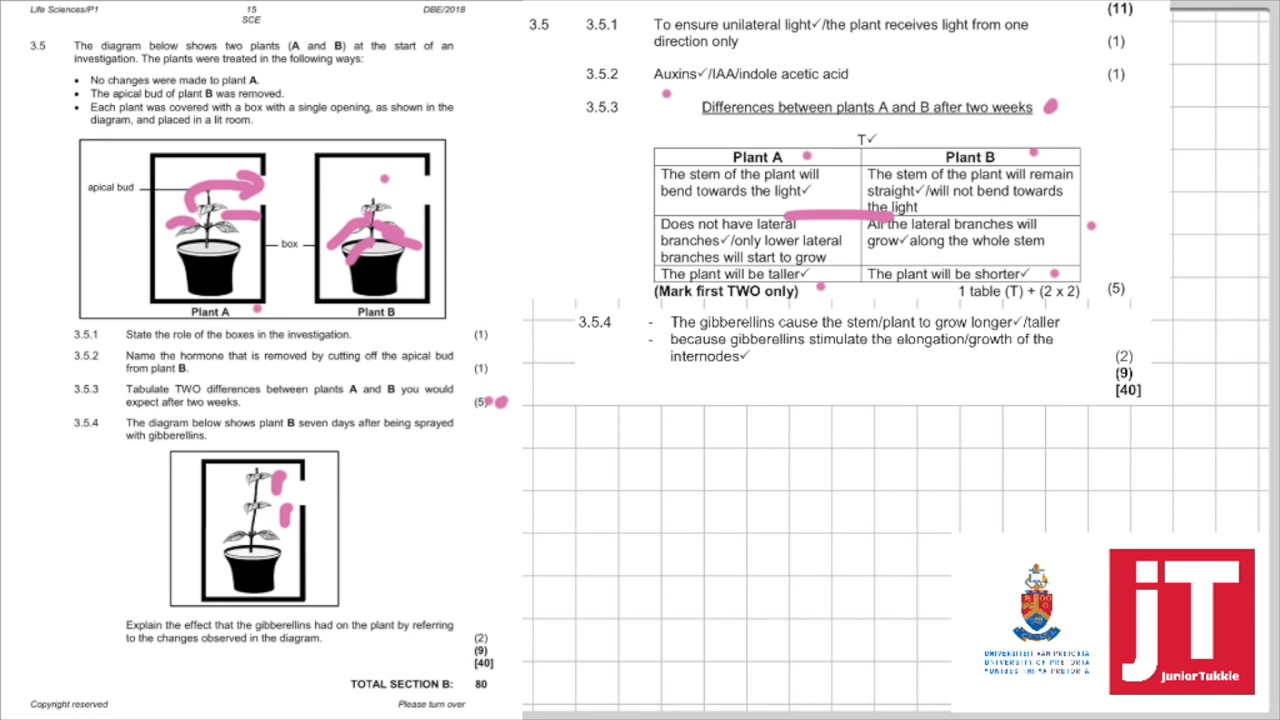 Life Sciences/P1 15 DBE/2018
SCE
3.5 The diagram below shows two plants (A and B) at the start of an
investigation. The plants were treated in the following ways:
• No changes were made to plant A.
• The apical bud of plant B was removed.
• Each plant was covered with a box with a single opening, as shown in the
diagram, and placed in a lit room.
apical bud
box
Plant A Plant B
3.5.1 State the role of the boxes in the investigation. (1)
3.5.2 Name the hormone that is removed by cutting off the apical bud
from plant B. (1)
3.5.3 Tabulate TWO differences between plants A and B you would
expect after two weeks. (5)
3.5.4 The diagram below shows plant B seven days after being sprayed
with gibberellins.
Explain the effect that the gibberellins had on the plant by referring
to the changes observed in the diagram. (2)
(9)
[40]
TOTAL SECTION B: 80
Copyright reserved Please turn over
(11)
3.5 3.5.1 To ensure unilateral light✓/the plant receives light from one
direction only (1)
3.5.2 Auxins✓/IAA/indole acetic acid (1)
3.5.3 Differences between plants A and B after two weeks
T✓
Plant A Plant B
The stem of the plant will
bend towards the light✓
The stem of the plant will remain
straight✓/will not bend towards
the light
Does not have lateral
branches✓/only lower lateral
branches will start to grow
All the lateral branches will
grow✓along the whole stem
The plant will be taller✓ The plant will be shorter✓
(Mark first TWO only) 1 table (T) + (2 x 2) (5)
3.5.4 - The gibberellins cause the stem/plant to grow longer✓/taller
- because gibberellins stimulate the elongation/growth of the
internodes✓ (2)
(9)
[40]
UNIVERSITEIT VAN PRETORIA
UNIVERSITY OF PRETORIA
YUNIBESITHI YA PRETORIA
jT
JuniorTukkie